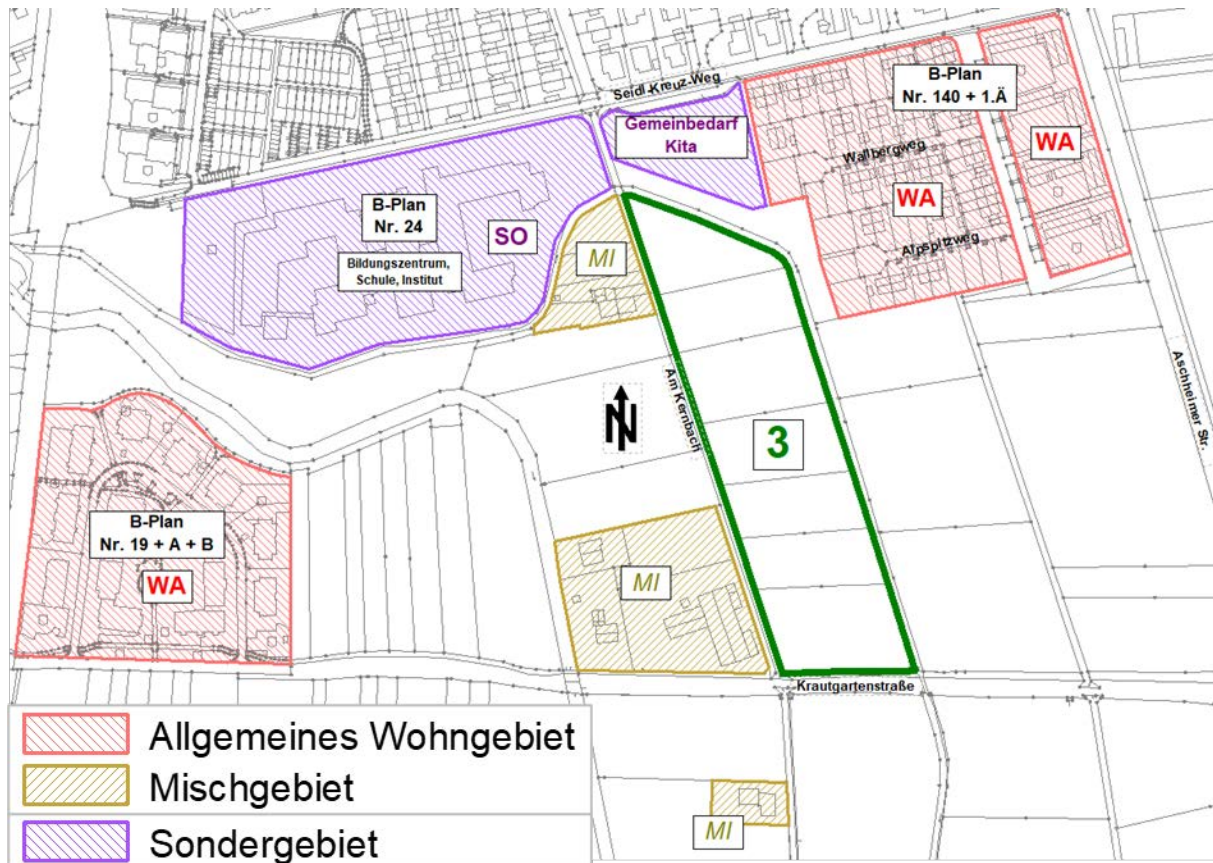 Seidl-Kreuz-Weg
B-Plan
Nr. 140 + 1.Ä
Gemeinbedarf
Kita
WA
Wallbergweg
WA
Alpspitzweg
B-Plan
Nr. 24
SO
Bildungszentrum,
Schule, Institut
MI
Am Kernbach
Aschheimer Str.
N
3
B-Plan
Nr. 19 + A + B
WA
MI
Krautgartenstraße
MI
Allgemeines Wohngebiet
Mischgebiet
Sondergebiet